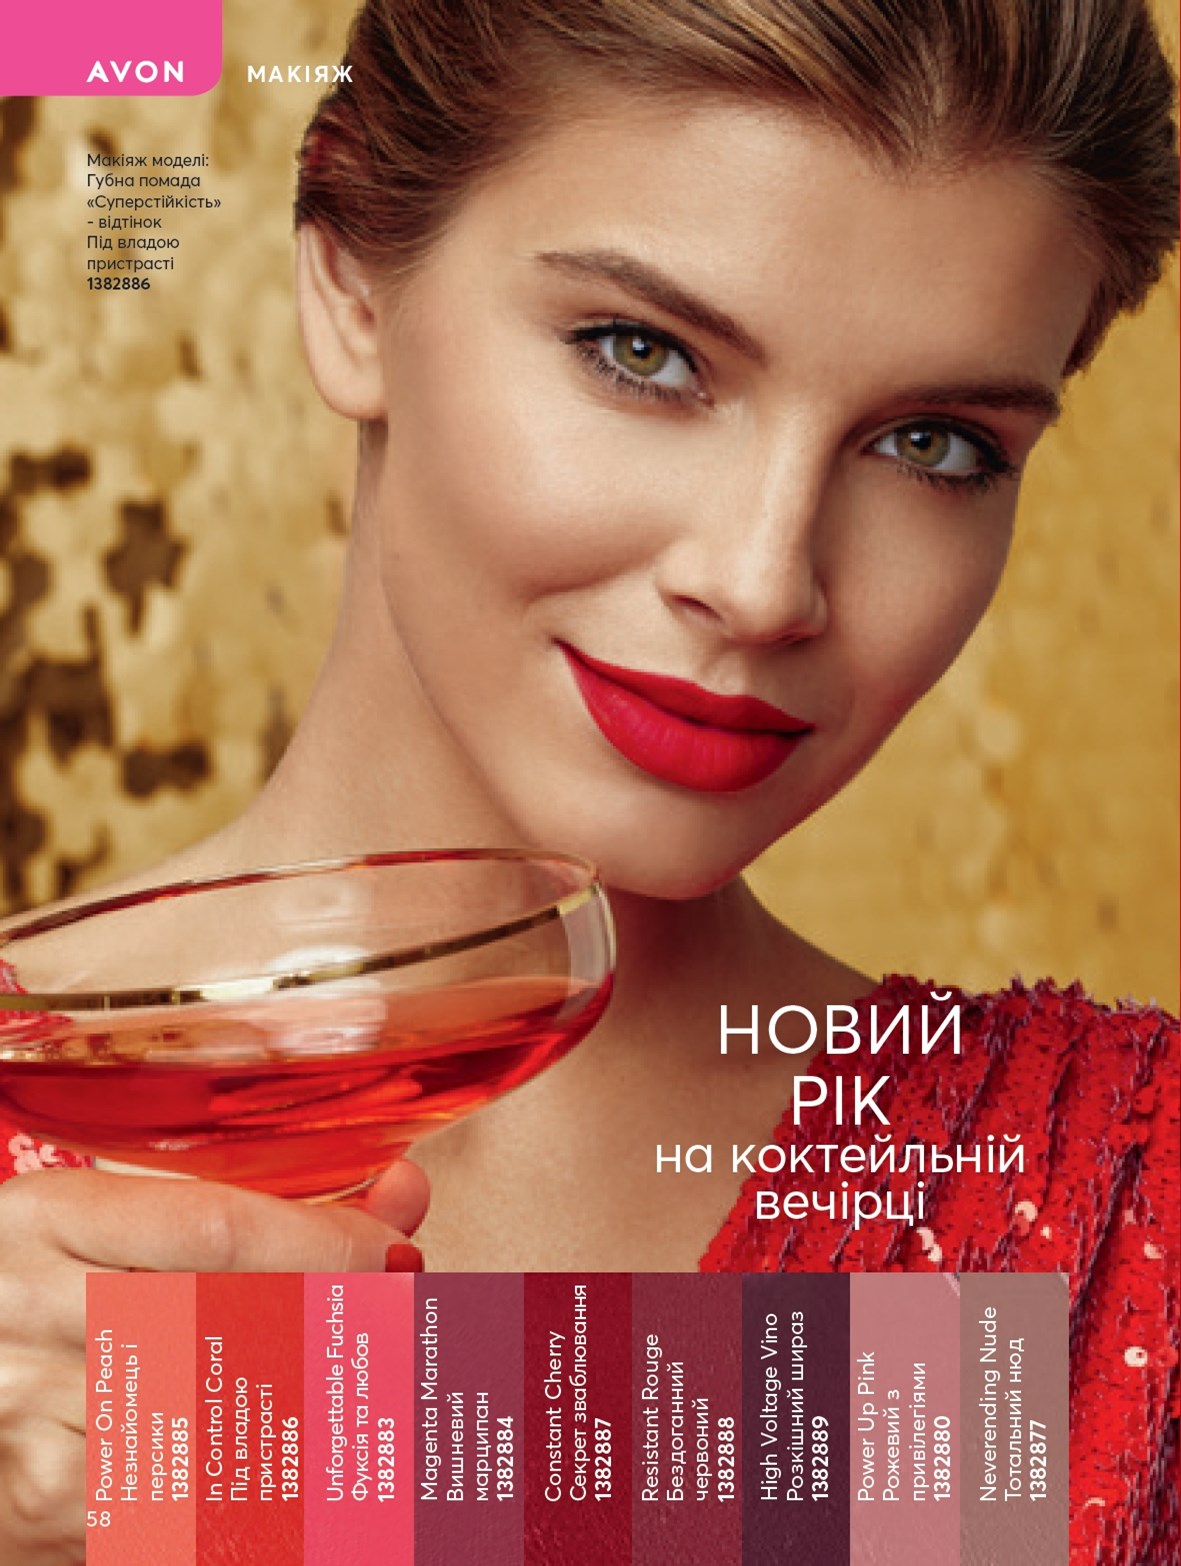 AVON
МАКІЯЖ
Макіяж моделі:
Губна помада
«Суперстійкість»
- відтінок
Під владою
пристрасті
1382886
НОВИЙ
РІК
на коктейльній
вечірці
Power On Peach
Незнайомець і
персики
1382885
In Control Coral
Під владою
пристрасті
1382886
Unforgettable Fuchsia
Фуксія та любов
1382883
Magenta Marathon
Вишневий
марципан
1382884
Constant Cherry
Секрет зваблювання
1382887
Resistant Rouge
Бездоганний
червоний
1382888
High Voltage Vino
Розкішний шираз
1382889
Power Up Pink
Рожевий з
привілегіями
1382880
Neverending Nude
Тотальний нюд
1382877
58